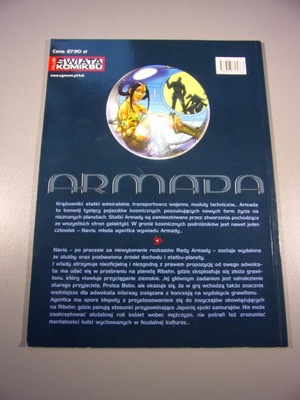 Cena: 27,90 zł
KLUB
ŚWIATA
KOMIKSU
www.egmont.pl/ksk
ARMADA
Krążowniki, statki admiralskie, transportowce wojenne, moduły techniczne... Armada
to konwój tysięcy pojazdów kosmicznych, poszukujących nowych form życia na
nieznanych planetach. Statki Armady są zamieszkiwane przez stworzenia pochodzące
ze wszystkich stron galaktyki. W gronie kosmicznych podróżników jest nawet jeden
człowiek – Navis, młoda agentka wywiadu Armady...
Navis – po procesie za niewykonanie rozkazów Rady Armady – zostaje wydalona
ze służby oraz pozbawiona źródeł dochodu i statku-planety.
I wtedy otrzymuje nieoficjalną i niezgodną z prawem propozycję od swego adwoka-
ta: ma udać się w przebraniu na planetę Ribehn, gdzie eksploatuje się złoża grawi-
tonu, który niweluje przyciąganie ziemskie. Jej głównym zadaniem jest odnalezienie
starego przyjaciela, Proisa Bobo, ale okazuje się, że w grę wchodzą także znacznie
ważniejsze dla adwokata interesy związane z koncesją na wydobycie grawitonu.
Agentka ma spore kłopoty z przystosowaniem się do zwyczajów obowiązujących
na Ribehn, gdzie panują stosunki przypominające Japonię epoki samurajów. Nie może
zaakceptować służebnej roli kobiet wobec mężczyzn, nie potrafi też zrozumieć
mentalności ludzi wychowanych w feudalnej kulturze...